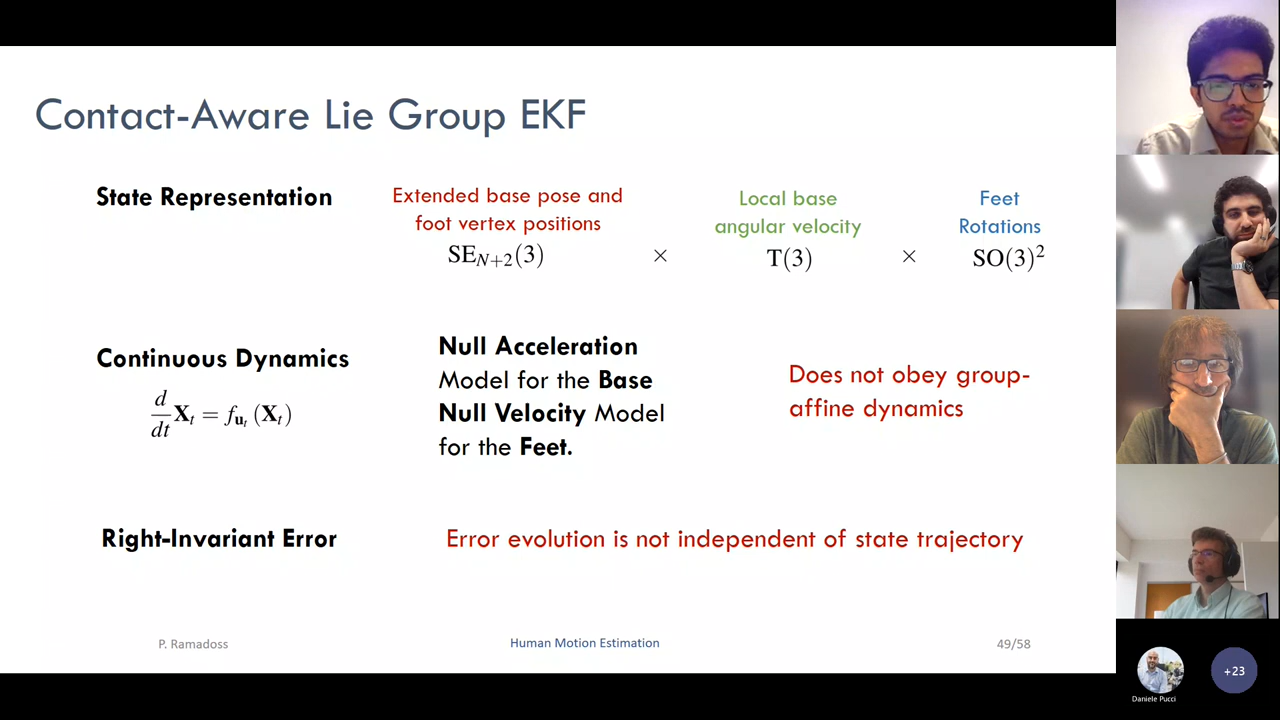 Contact-Aware Lie Group EKF
State Representation
Extended base pose and
foot vertex positions
SE_{N+2}(3)
×
Local base
angular velocity
T(3)
×
Feet
Rotations
SO(3)²
Continuous Dynamics
d/dt X_t = f_{u_t}(X_t)
Null Acceleration
Model for the Base
Null Velocity Model
for the Feet.
Does not obey group-
affine dynamics
Right-Invariant Error
Error evolution is not independent of state trajectory
P. Ramadoss
Human Motion Estimation
49/58
Daniele Pucci
+23